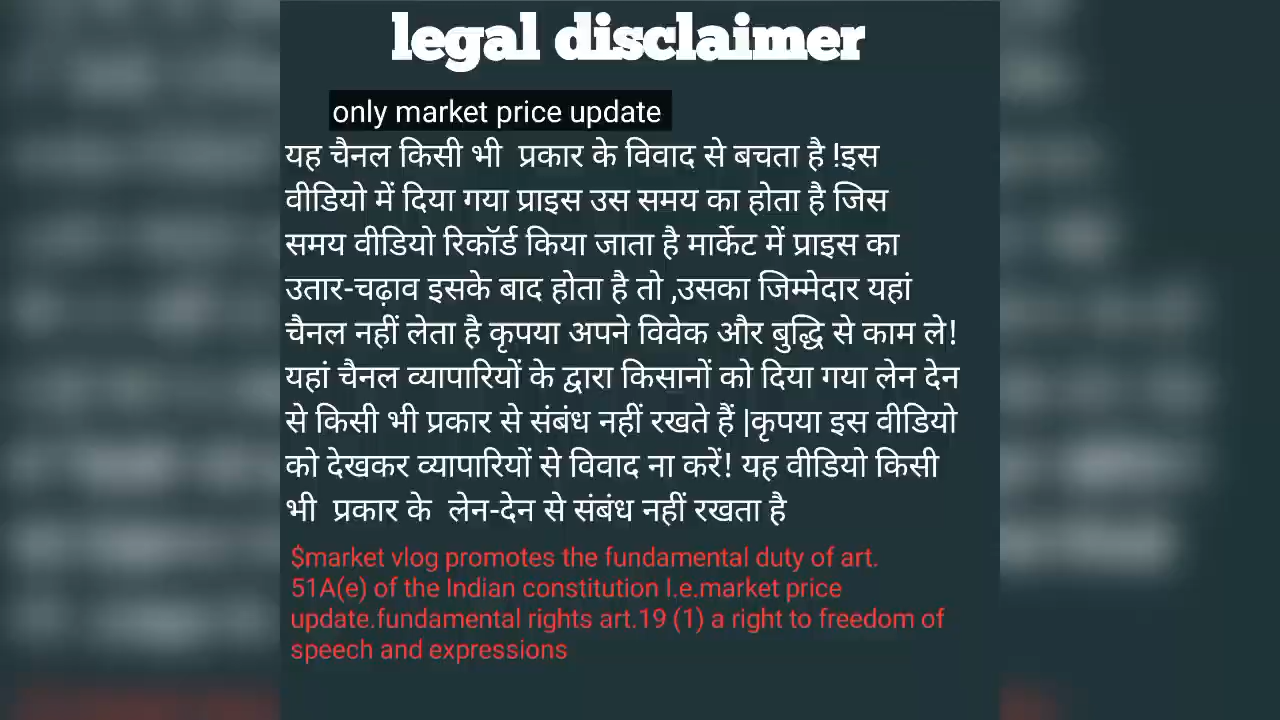 legal disclaimer
only market price update
यह चैनल किसी भी प्रकार के विवाद से बचता है !इस
वीडियो में दिया गया प्राइस उस समय का होता है जिस
समय वीडियो रिकॉर्ड किया जाता है मार्केट में प्राइस का
उतार-चढ़ाव इसके बाद होता है तो ,उसका जिम्मेदार यहां
चैनल नहीं लेता है कृपया अपने विवेक और बुद्धि से काम ले!
यहां चैनल व्यापारियों के द्वारा किसानों को दिया गया लेन देन
से किसी भी प्रकार से संबंध नहीं रखते हैं |कृपया इस वीडियो
को देखकर व्यापारियों से विवाद ना करें! यह वीडियो किसी
भी प्रकार के लेन-देन से संबंध नहीं रखता है
$market vlog promotes the fundamental duty of art.
51A(e) of the Indian constitution I.e.market price
update.fundamental rights art.19 (1) a right to freedom of
speech and expressions